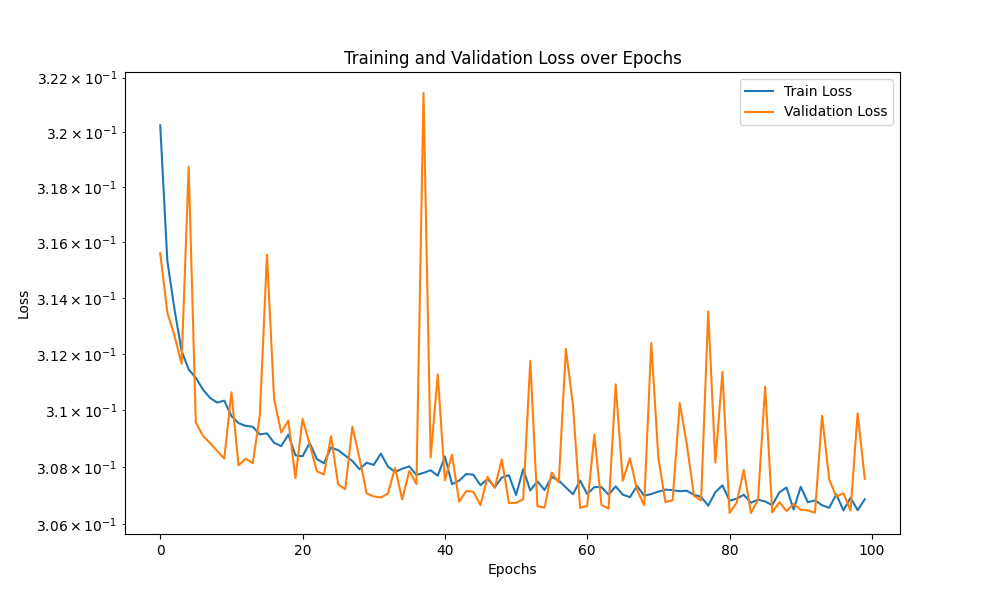 Training and Validation Loss over Epochs
3.22 × 10⁻¹
3.2 × 10⁻¹
3.18 × 10⁻¹
3.16 × 10⁻¹
3.14 × 10⁻¹
3.12 × 10⁻¹
3.1 × 10⁻¹
3.08 × 10⁻¹
3.06 × 10⁻¹
Loss
Train Loss
Validation Loss
0 20 40 60 80 100
Epochs